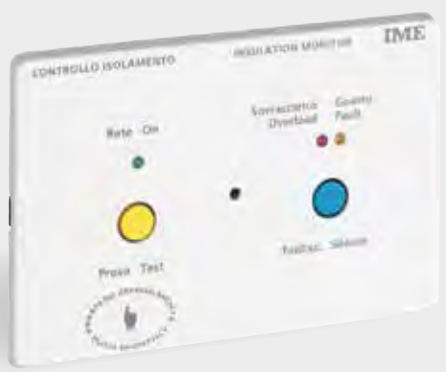 CONTROLLO ISOLAMENTO
INSULATION MONITOR
IME
Rete On
Sovraccarico Guasto
Overload Fault
Prova Test
Tacitaz. Silence